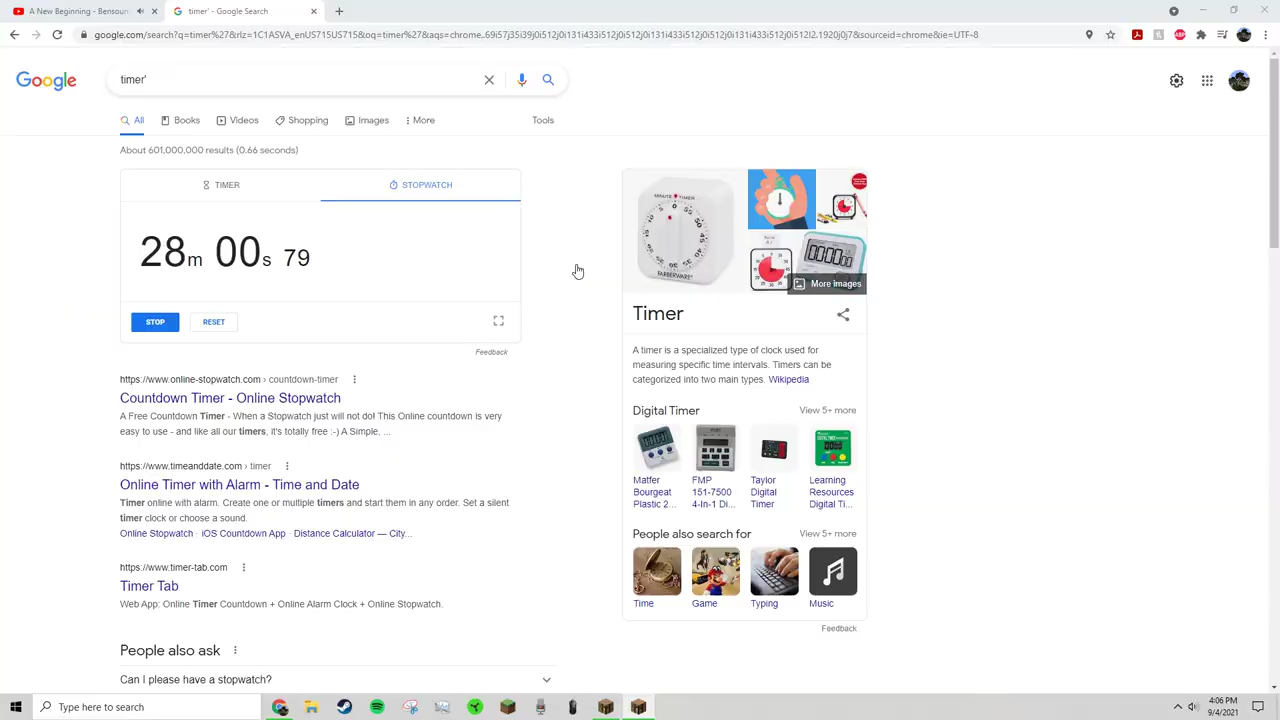 A New Beginning - Bensoun
timer' - Google Search
google.com/search?q=timer%27&rlz=1C1ASVA_enUS715US715&oq=timer%27&aqs=chrome..69i57j35i39j0i512j0i131i433i512j0i512j0i131i433i512j0i131i433i512j0i512l2.1920j0j7&sourceid=chrome&ie=UTF-8
Google
timer'
All
Books
Videos
Shopping
Images
More
Tools
About 601,000,000 results (0.66 seconds)
TIMER
STOPWATCH
28m 00s 79
STOP
RESET
Feedback
https://www.online-stopwatch.com › countdown-timer
Countdown Timer - Online Stopwatch
A Free Countdown Timer - When a Stopwatch just will not do! This Online countdown is very
easy to use - and like all our timers, it's totally free :-) A Simple, ...
https://www.timeanddate.com › timer
Online Timer with Alarm - Time and Date
Timer online with alarm. Create one or multiple timers and start them in any order. Set a silent
timer clock or choose a sound.
Online Stopwatch · iOS Countdown App · Distance Calculator — City...
https://www.timer-tab.com
Timer Tab
Web App: Online Timer Countdown + Online Alarm Clock + Online Stopwatch.
People also ask
Can I please have a stopwatch?
MINUTE TIMER
FARBERWARE
More images
Timer
A timer is a specialized type of clock used for
measuring specific time intervals. Timers can be
categorized into two main types. Wikipedia
Digital Timer
View 5+ more
Matfer
Bourgeat
Plastic 2...
FMP
151-7500
4-In-1 Di...
Taylor
Digital
Timer
Learning
Resources
Digital Ti...
People also search for
View 5+ more
Time
Game
Typing
Music
Feedback
Type here to search
4:06 PM
9/4/2021